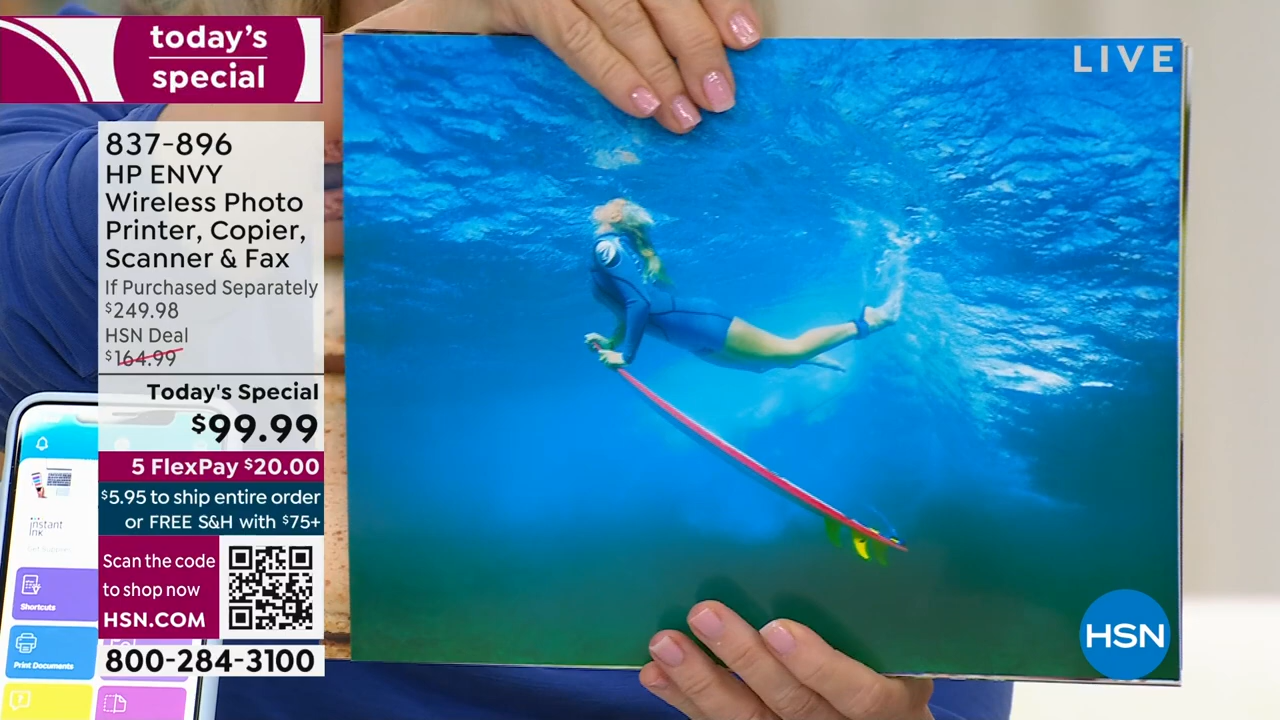 today's
special
LIVE
837-896
HP ENVY
Wireless Photo
Printer, Copier,
Scanner & Fax
If Purchased Separately
$249.98
HSN Deal
$164.99
Today's Special
$99.99
5 FlexPay $20.00
$5.95 to ship entire order
or FREE S&H with $75+
Scan the code
to shop now
HSN.COM
800-284-3100
instant
ink
Shortcuts
Print Documents
HSN